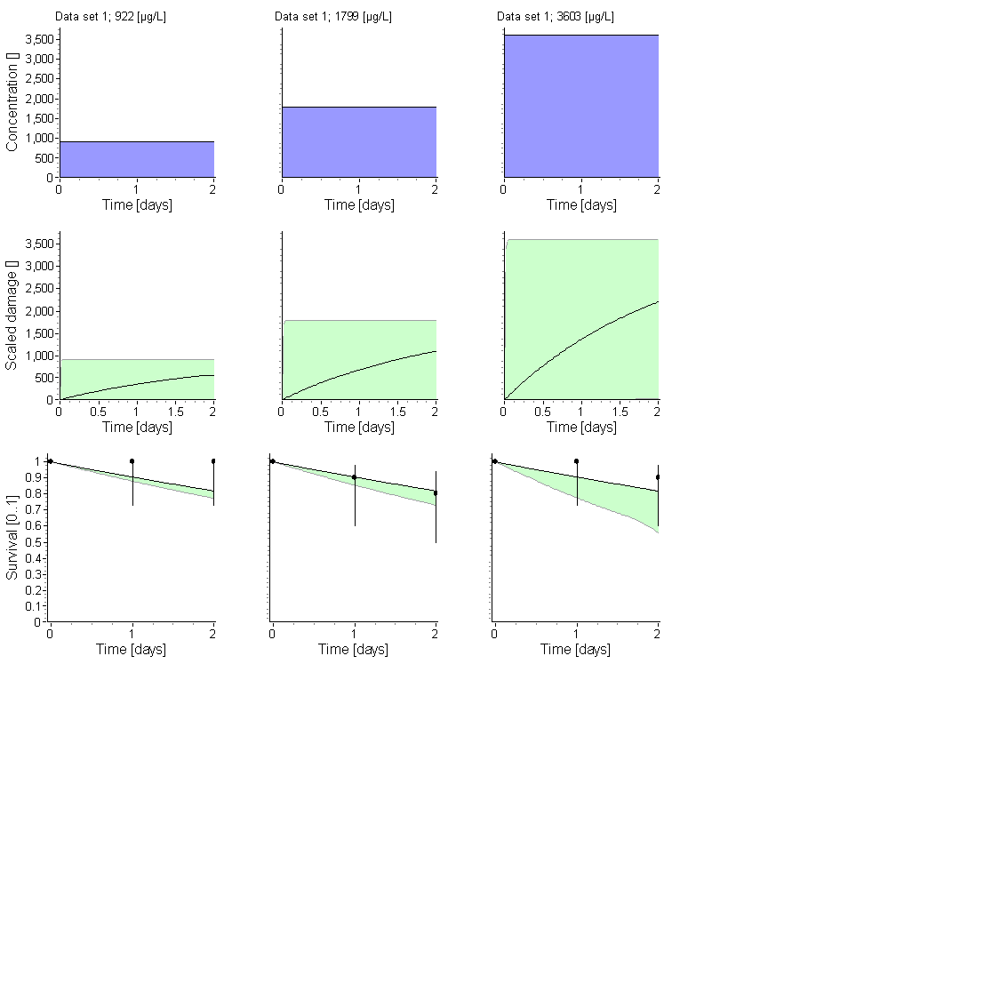 Data set 1; 922 [µg/L]
Data set 1; 1799 [µg/L]
Data set 1; 3603 [µg/L]
Concentration []
3,500
3,000
2,500
2,000
1,500
1,000
500
0
0 1 2
0 1 2
0 1 2
Time [days]
Time [days]
Time [days]
Scaled damage []
3,500
3,000
2,500
2,000
1,500
1,000
500
0
0 0.5 1 1.5 2
0 0.5 1 1.5 2
0 0.5 1 1.5 2
Time [days]
Time [days]
Time [days]
Survival [0..1]
1
0.9
0.8
0.7
0.6
0.5
0.4
0.3
0.2
0.1
0
0 1 2
0 1 2
0 1 2
Time [days]
Time [days]
Time [days]